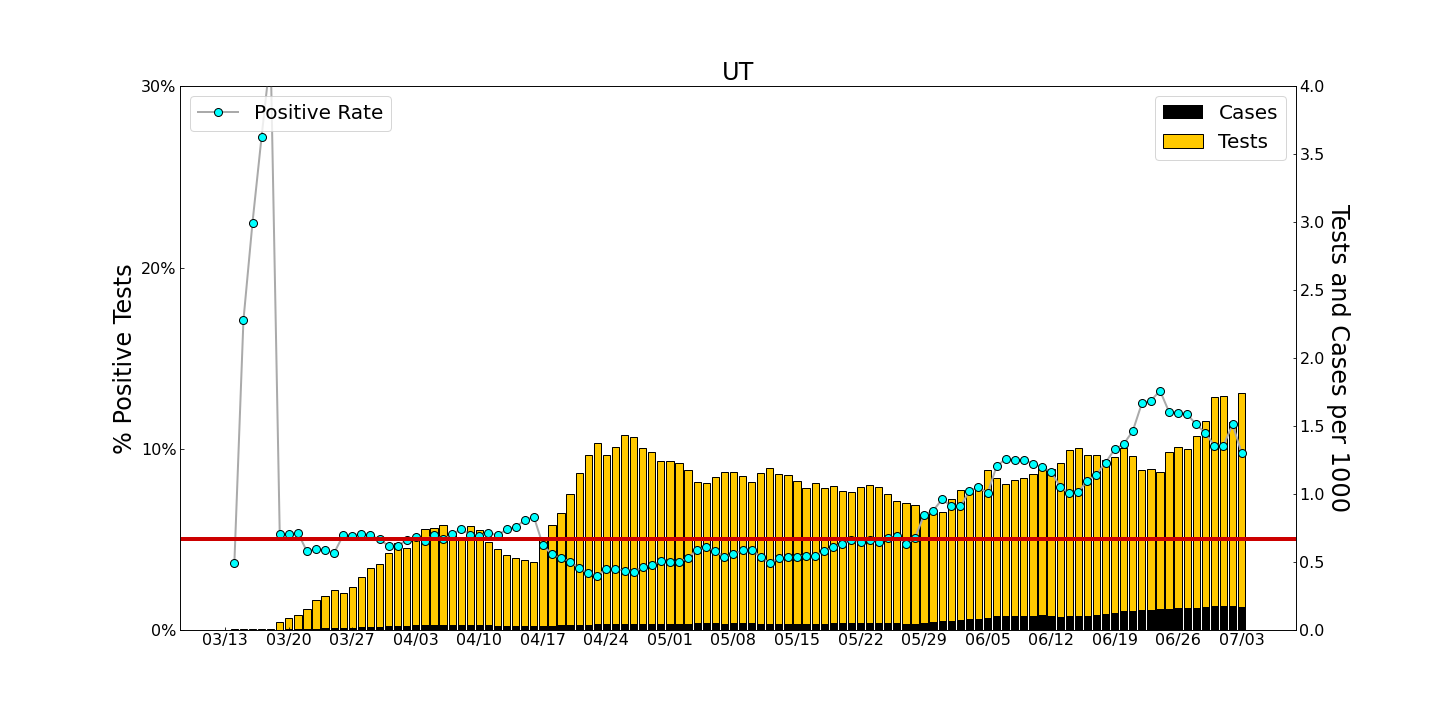 UT
Positive Rate
Cases
Tests
% Positive Tests
30%
20%
10%
0%
4.0
3.5
3.0
2.5
2.0
1.5
1.0
0.5
0.0
Tests and Cases per 1000
03/13 03/20 03/27 04/03 04/10 04/17 04/24 05/01 05/08 05/15 05/22 05/29 06/05 06/12 06/19 06/26 07/03